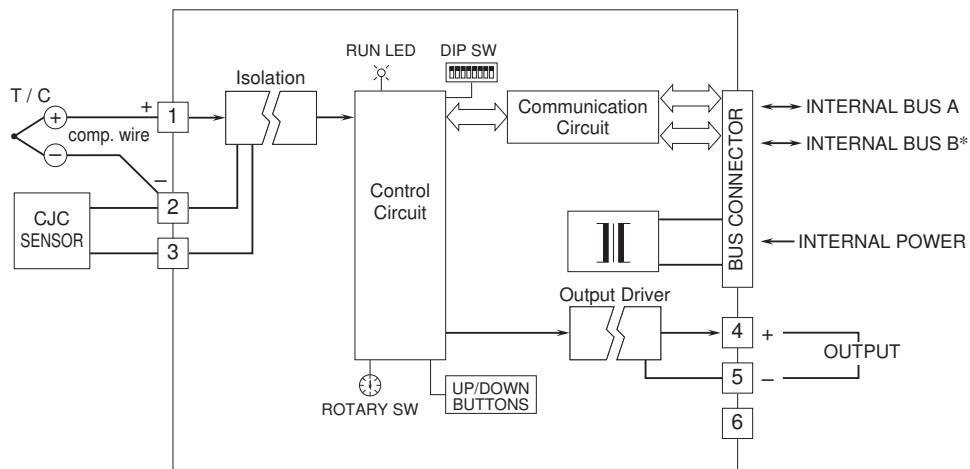 RUN LED
DIP SW
Isolation
T / C
+
+
1
comp. wire
–
–
2
3
CJC
SENSOR
Control
Circuit
Communication
Circuit
BUS CONNECTOR
INTERNAL BUS A
INTERNAL BUS B*
INTERNAL POWER
Output Driver
4
+
OUTPUT
5
–
6
ROTARY SW
UP/DOWN
BUTTONS